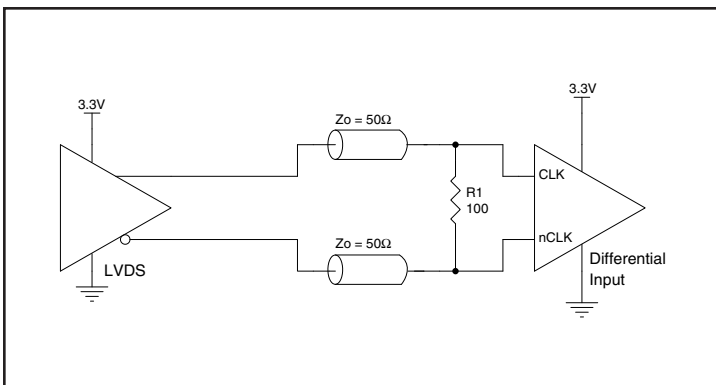 3.3V
3.3V
Zo = 50Ω
CLK
R1
100
nCLK
Zo = 50Ω
LVDS
Differential
Input